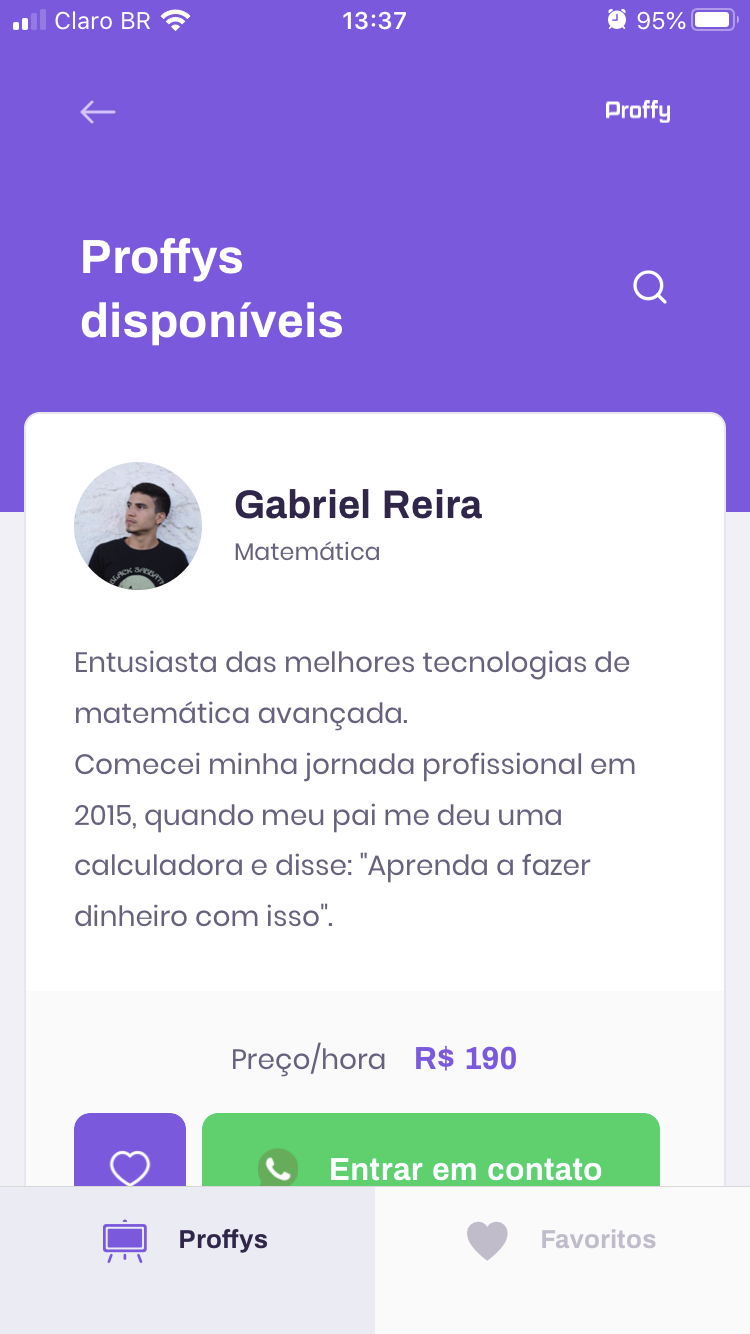 Claro BR 13:37 95%
Proffy
Proffys
disponíveis
Gabriel Reira
Matemática
BLACK SABBATH
Entusiasta das melhores tecnologias de
matemática avançada.
Comecei minha jornada profissional em
2015, quando meu pai me deu uma
calculadora e disse: "Aprenda a fazer
dinheiro com isso".
Preço/hora R$ 190
Entrar em contato
Proffys Favoritos